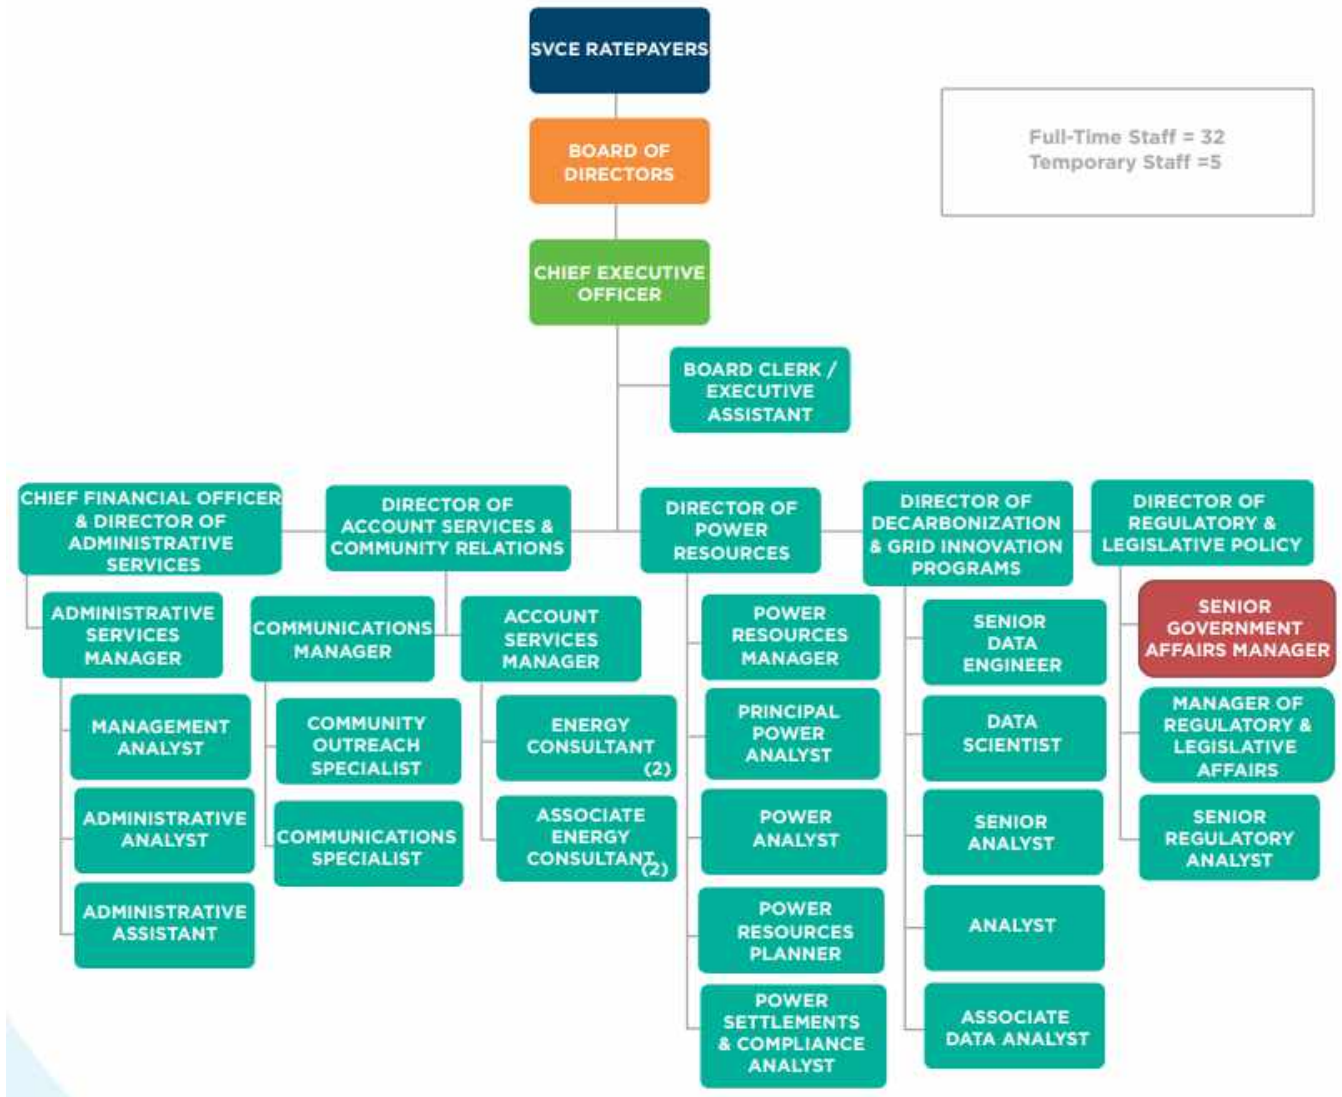 SVCE RATEPAYERS
BOARD OF
DIRECTORS
Full-Time Staff = 32
Temporary Staff =5
CHIEF EXECUTIVE
OFFICER
BOARD CLERK /
EXECUTIVE
ASSISTANT
CHIEF FINANCIAL OFFICER
& DIRECTOR OF
ADMINISTRATIVE
SERVICES
DIRECTOR OF
ACCOUNT SERVICES &
COMMUNITY RELATIONS
DIRECTOR OF
POWER
RESOURCES
DIRECTOR OF
DECARBONIZATION
& GRID INNOVATION
PROGRAMS
DIRECTOR OF
REGULATORY &
LEGISLATIVE POLICY
ADMINISTRATIVE
SERVICES
MANAGER
MANAGEMENT
ANALYST
ADMINISTRATIVE
ANALYST
ADMINISTRATIVE
ASSISTANT
COMMUNICATIONS
MANAGER
COMMUNITY
OUTREACH
SPECIALIST
COMMUNICATIONS
SPECIALIST
ACCOUNT
SERVICES
MANAGER
ENERGY
CONSULTANT
(2)
ASSOCIATE
ENERGY
CONSULTANT
(2)
POWER
RESOURCES
MANAGER
PRINCIPAL
POWER
ANALYST
POWER
ANALYST
POWER
RESOURCES
PLANNER
POWER
SETTLEMENTS
& COMPLIANCE
ANALYST
SENIOR
DATA
ENGINEER
DATA
SCIENTIST
SENIOR
ANALYST
ANALYST
ASSOCIATE
DATA ANALYST
SENIOR
GOVERNMENT
AFFAIRS MANAGER
MANAGER OF
REGULATORY &
LEGISLATIVE
AFFAIRS
SENIOR
REGULATORY
ANALYST